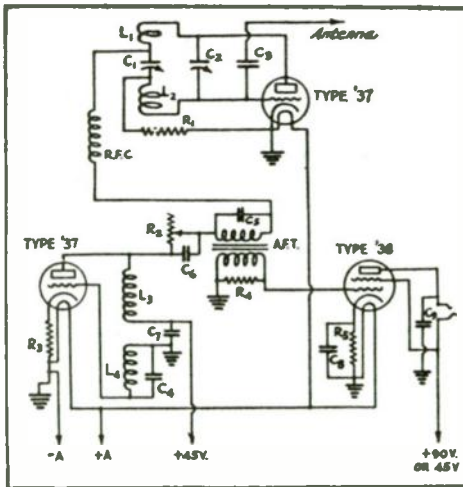 L₁
Antenna
C₁
C₂
C₃
L₂
TYPE '37
R₁
R.F.C
R₂
C₅
TYPE '37
C₆
A.F.T.
TYPE '38
R₄
L₃
R₃
C₇
R₅
C₉
L₄
C₄
C₈
-A
+A
+45V.
+90V.
OR 45V